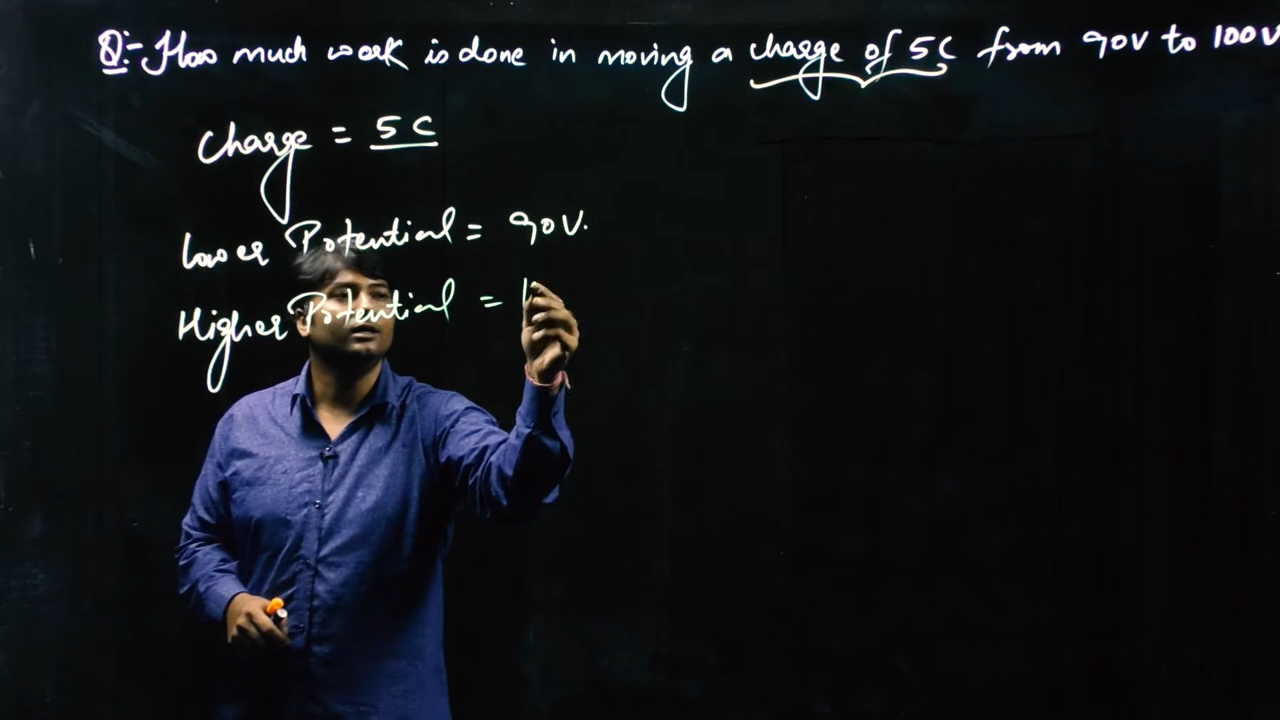 Q:- How much work is done in moving a charge of 5C from 90V to 100V
Charge = 5C
Lower Potential = 90V.
Higher Potential = 1